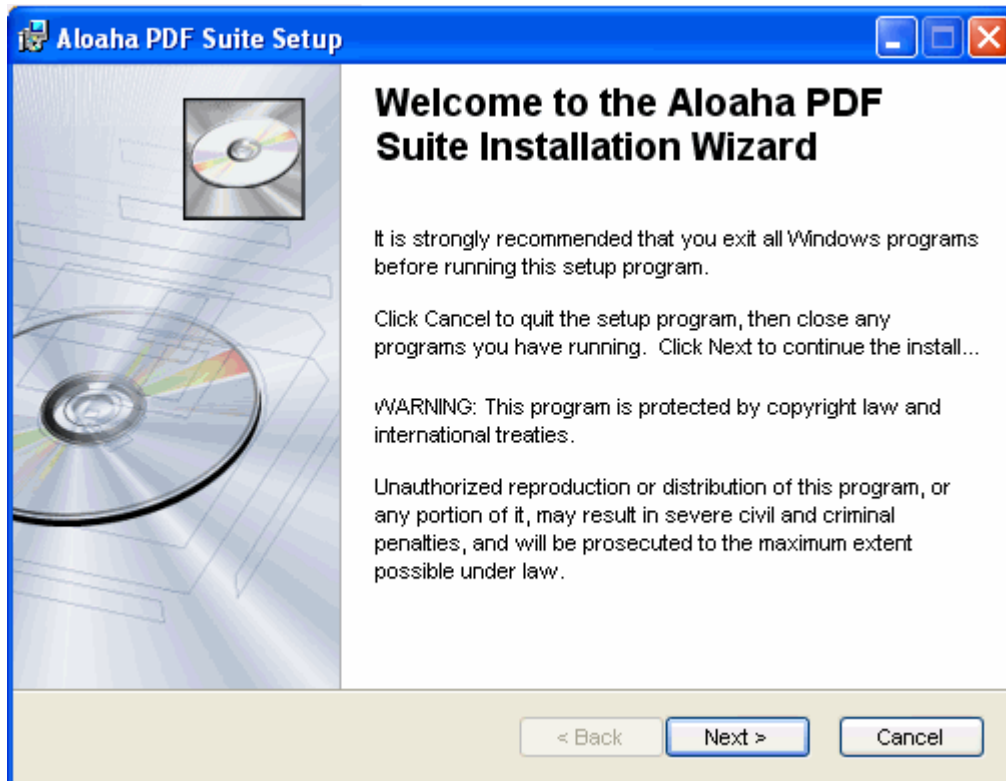 Aloaha PDF Suite Setup
Welcome to the Aloaha PDF
Suite Installation Wizard
It is strongly recommended that you exit all Windows programs
before running this setup program.
Click Cancel to quit the setup program, then close any
programs you have running.  Click Next to continue the install...
WARNING: This program is protected by copyright law and
international treaties.
Unauthorized reproduction or distribution of this program, or
any portion of it, may result in severe civil and criminal
penalties, and will be prosecuted to the maximum extent
possible under law.
< Back Next > Cancel